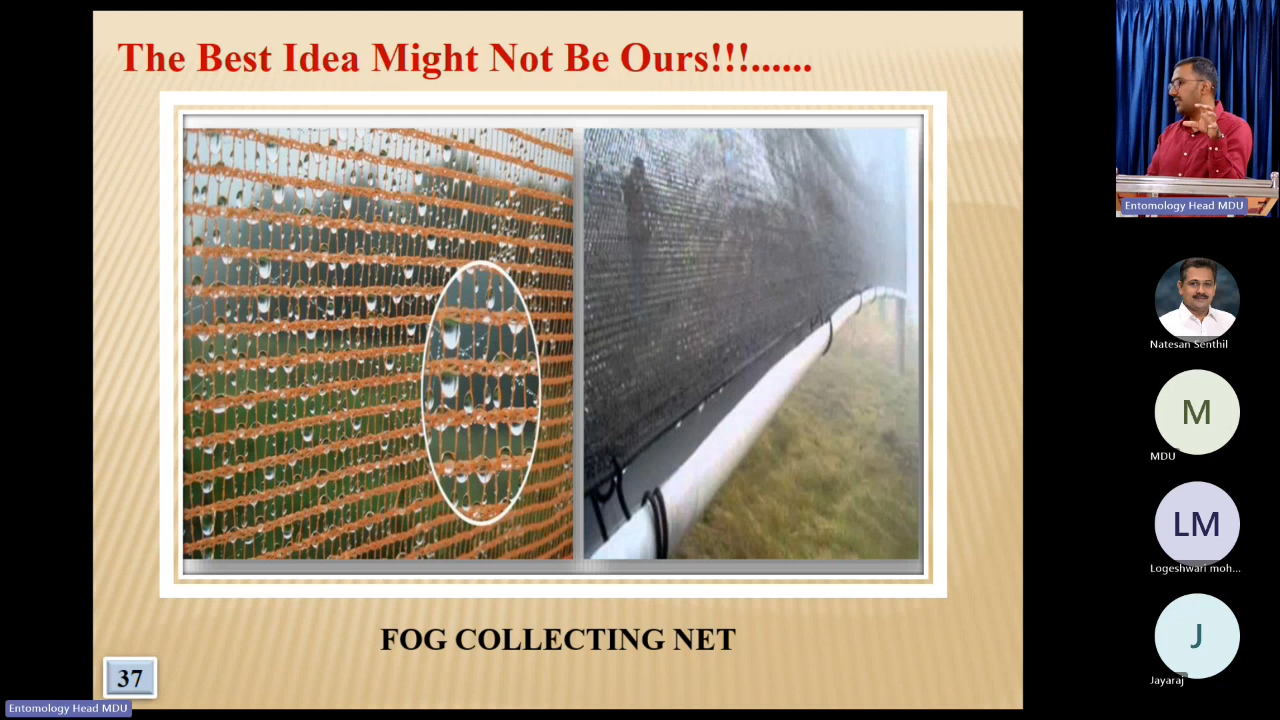 The Best Idea Might Not Be Ours!!!......
FOG COLLECTING NET
37
Entomology Head MDU
Entomology Head MDU
Natesan Senthil
M
MDU
LM
Logeshwari moh...
J
Jayaraj